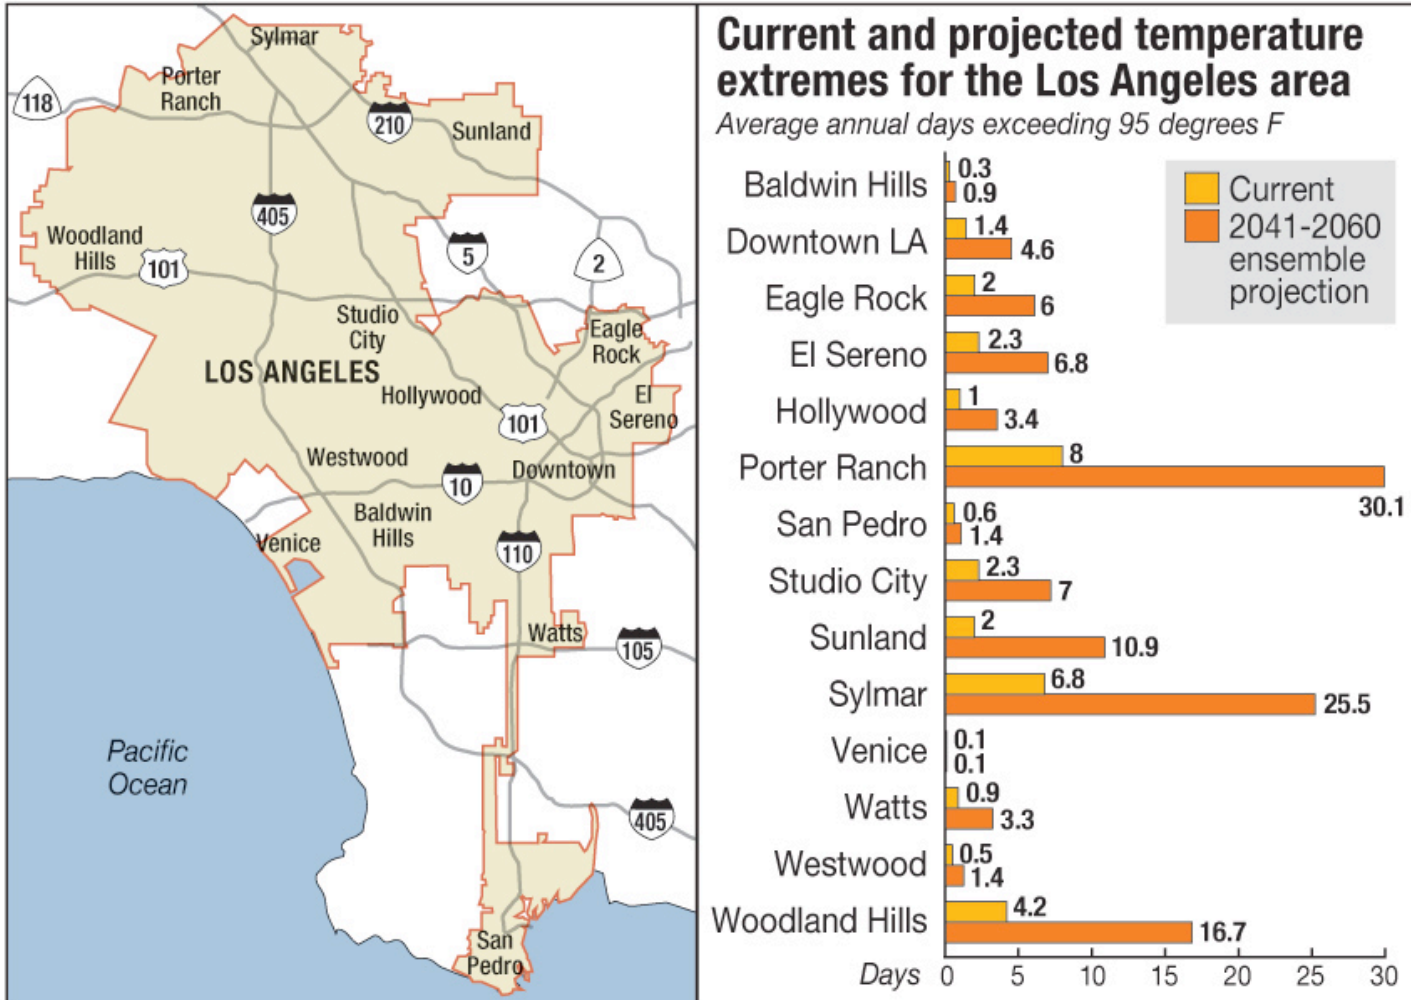 Sylmar
Porter
Ranch
118
210
Sunland
405
Woodland
Hills
101
5
2
Studio
City
Eagle
Rock
LOS ANGELES
Hollywood
El
Sereno
101
Westwood
10
Downtown
Baldwin
Hills
Venice
110
Watts
105
Pacific
Ocean
405
San
Pedro
Current and projected temperature
extremes for the Los Angeles area
Average annual days exceeding 95 degrees F
Current
2041-2060
ensemble
projection
Baldwin Hills 0.3
0.9
Downtown LA 1.4
4.6
Eagle Rock 2
6
El Sereno 2.3
6.8
Hollywood 1
3.4
Porter Ranch 8
30.1
San Pedro 0.6
1.4
Studio City 2.3
7
Sunland 2
10.9
Sylmar 6.8
25.5
Venice 0.1
0.1
Watts 0.9
3.3
Westwood 0.5
1.4
Woodland Hills 4.2
16.7
Days 0 5 10 15 20 25 30